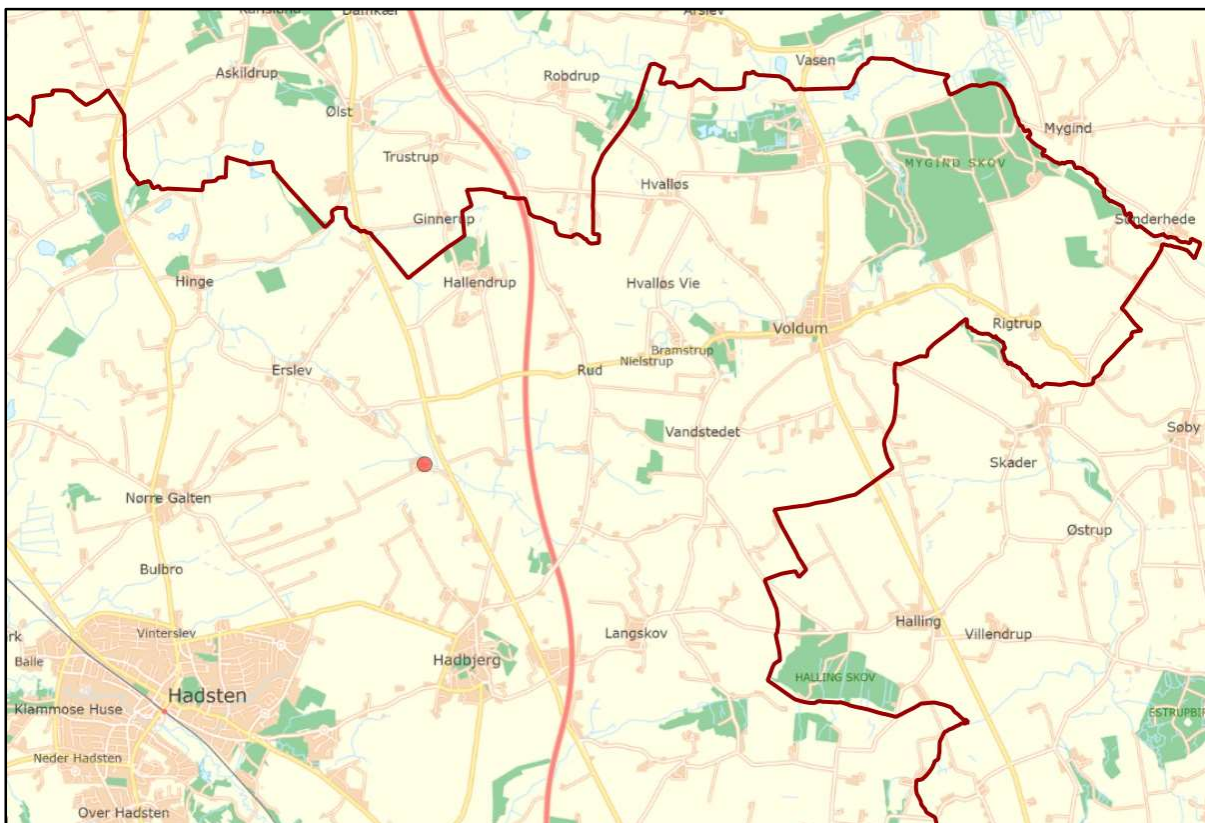 Askildrup
Ølst
Robdrup
Vasen
Mygind
Trustrup
MYGIND SKOV
Hvalløs
Ginnerup
Hinge
Hallendrup
Hvalløs Vie
Voldum
Rigtrup
Bramstrup
Nielstrup
Erslev
Rud
Vandstedet
Søby
Skader
Nørre Galten
Østrup
Bulbro
Halling
Vinterslev
Langskov
Villendrup
Balle
Hadbjerg
HALLING SKOV
Hadsten
Klammose Huse
Neder Hadsten
Over Hadsten